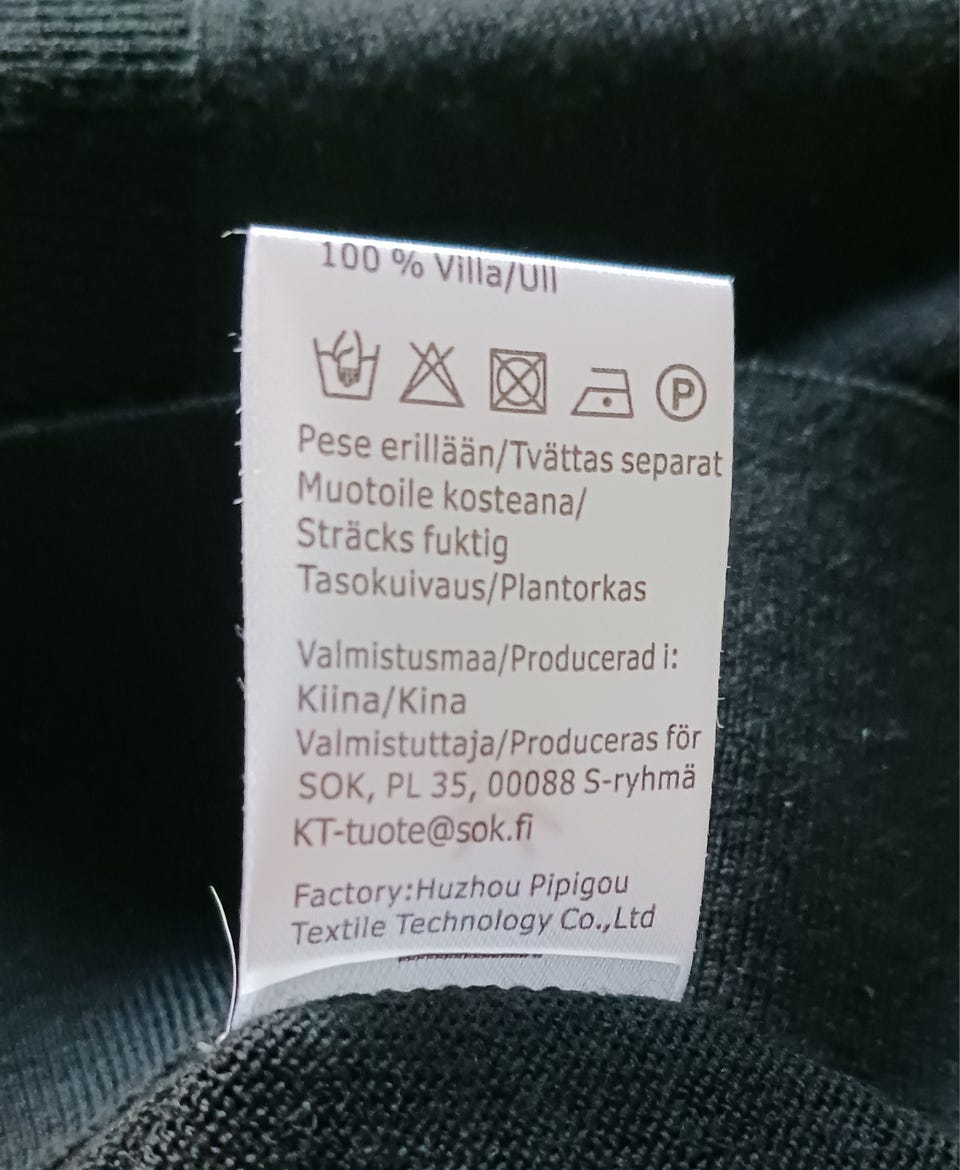 100 % Villa/Ull
P
Pese erillään/Tvättas separat
Muotoile kosteana/
Sträcks fuktig
Tasokuivaus/Plantorkas
Valmistusmaa/Producerad i:
Kiina/Kina
Valmistuttaja/Produceras för
SOK, PL 35, 00088 S-ryhmä
KT-tuote@sok.fi
Factory:Huzhou Pipigou
Textile Technology Co.,Ltd